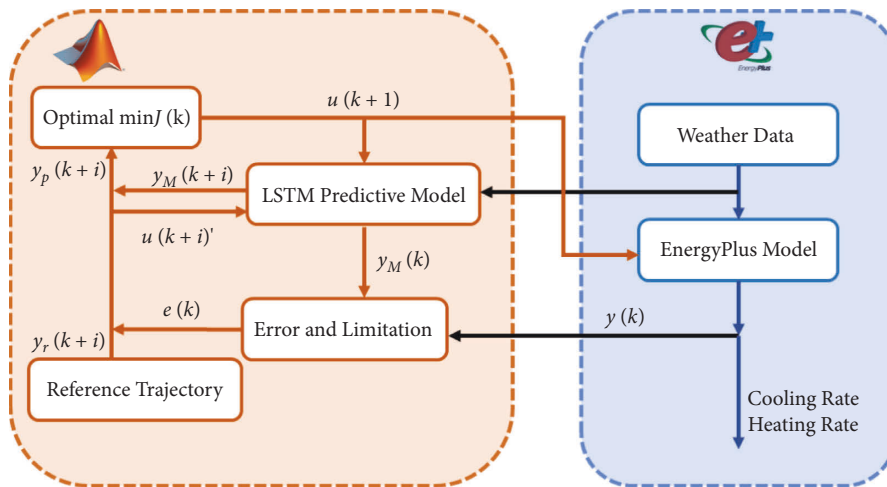 e+
EnergyPlus
Optimal minJ (k)
u (k + 1)
Weather Data
y_p (k + i)
y_M (k + i)
LSTM Predictive Model
u (k + i)'
EnergyPlus Model
y_M (k)
e (k)
Error and Limitation
y (k)
y_r (k + i)
Reference Trajectory
Cooling Rate
Heating Rate